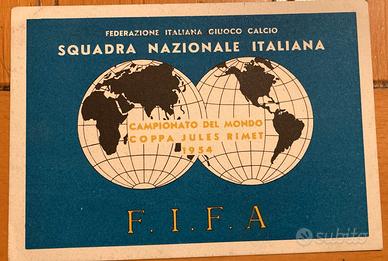 FEDERAZIONE ITALIANA GIUOCO CALCIO
SQUADRA NAZIONALE ITALIANA
CAMPIONATO DEL MONDO
COPPA JULES RIMET
1954
F.I.F.A
subito